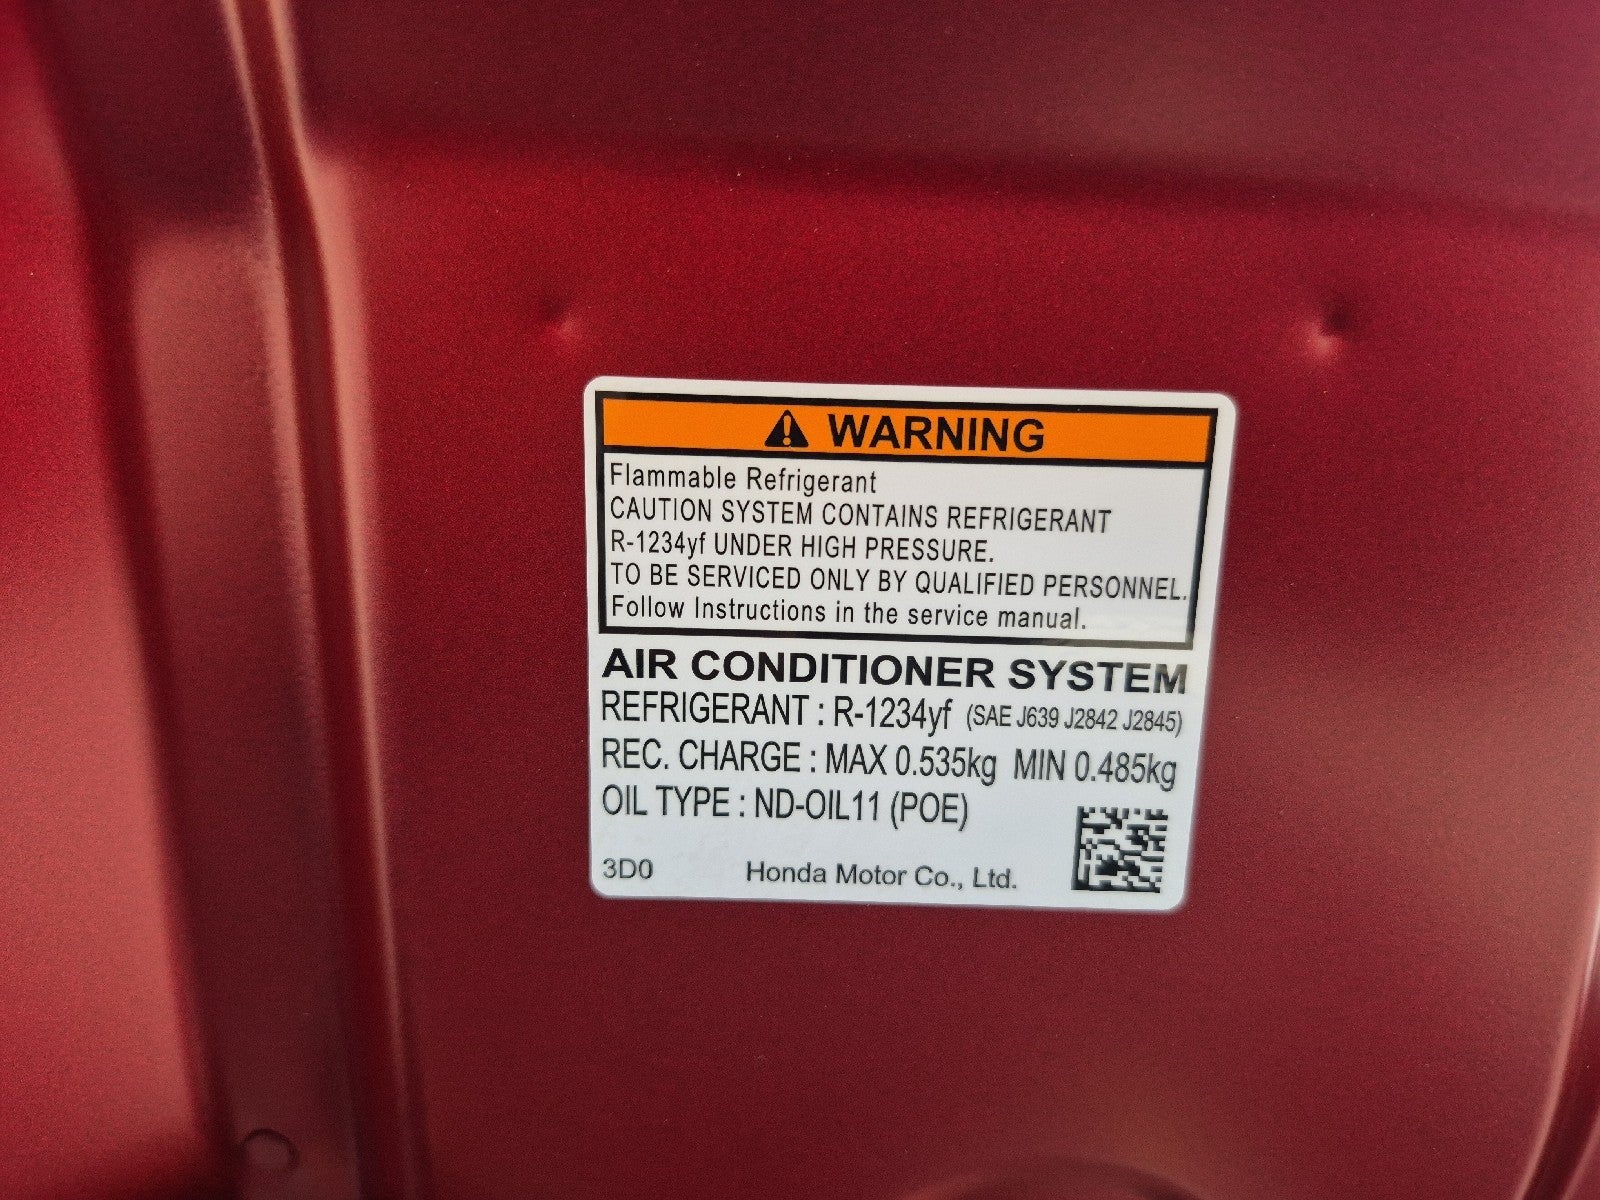 WARNING
Flammable Refrigerant
CAUTION SYSTEM CONTAINS REFRIGERANT
R-1234yf UNDER HIGH PRESSURE.
TO BE SERVICED ONLY BY QUALIFIED PERSONNEL.
Follow Instructions in the service manual.
AIR CONDITIONER SYSTEM
REFRIGERANT : R-1234yf (SAE J639 J2842 J2845)
REC. CHARGE : MAX 0.535kg MIN 0.485kg
OIL TYPE : ND-OIL11 (POE)
3D0 Honda Motor Co., Ltd.